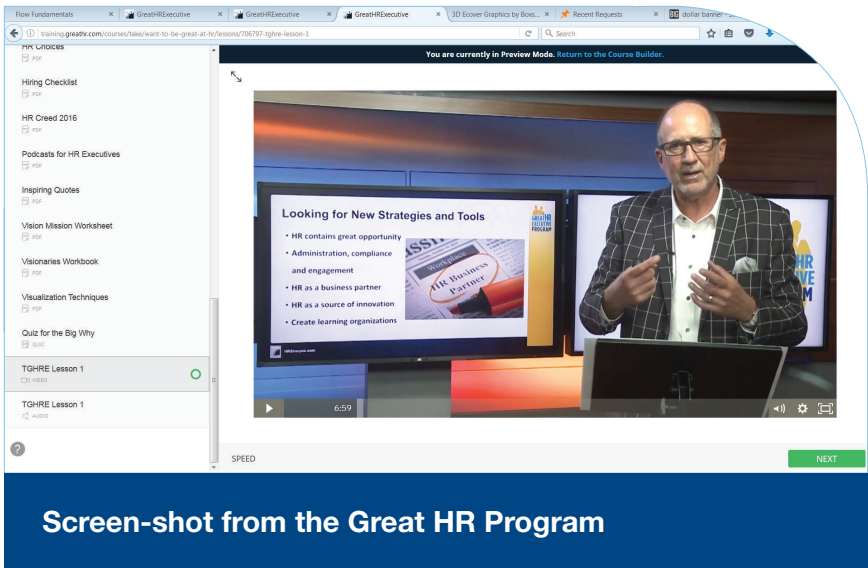 Flow Fundamentals
GreatHRExecutive
GreatHRExecutive
GreatHRExecutive
3D Ecover Graphics by Boxs...
Recent Requests
dollar banner
training.greathr.com/courses/take/want-to-be-great-at-hr/lessons/706797-tghre-lesson-1
Search
You are currently in Preview Mode. Return to the Course Builder.
HR Choices
PDF
Hiring Checklist
PDF
HR Creed 2016
PDF
Podcasts for HR Executives
PDF
Inspiring Quotes
PDF
Vision Mission Worksheet
PDF
Visionaries Workbook
PDF
Visualization Techniques
PDF
Quiz for the Big Why
QUIZ
TGHRE Lesson 1
VIDEO
TGHRE Lesson 1
AUDIO
?
Looking for New Strategies and Tools
• HR contains great opportunity
• Administration, compliance
and engagement
• HR as a business partner
• HR as a source of innovation
• Create learning organizations
Workplace
HR Business
Partner
GREAT HR
EXECUTIVE
PROGRAM
6:59
SPEED
NEXT
Screen-shot from the Great HR Program